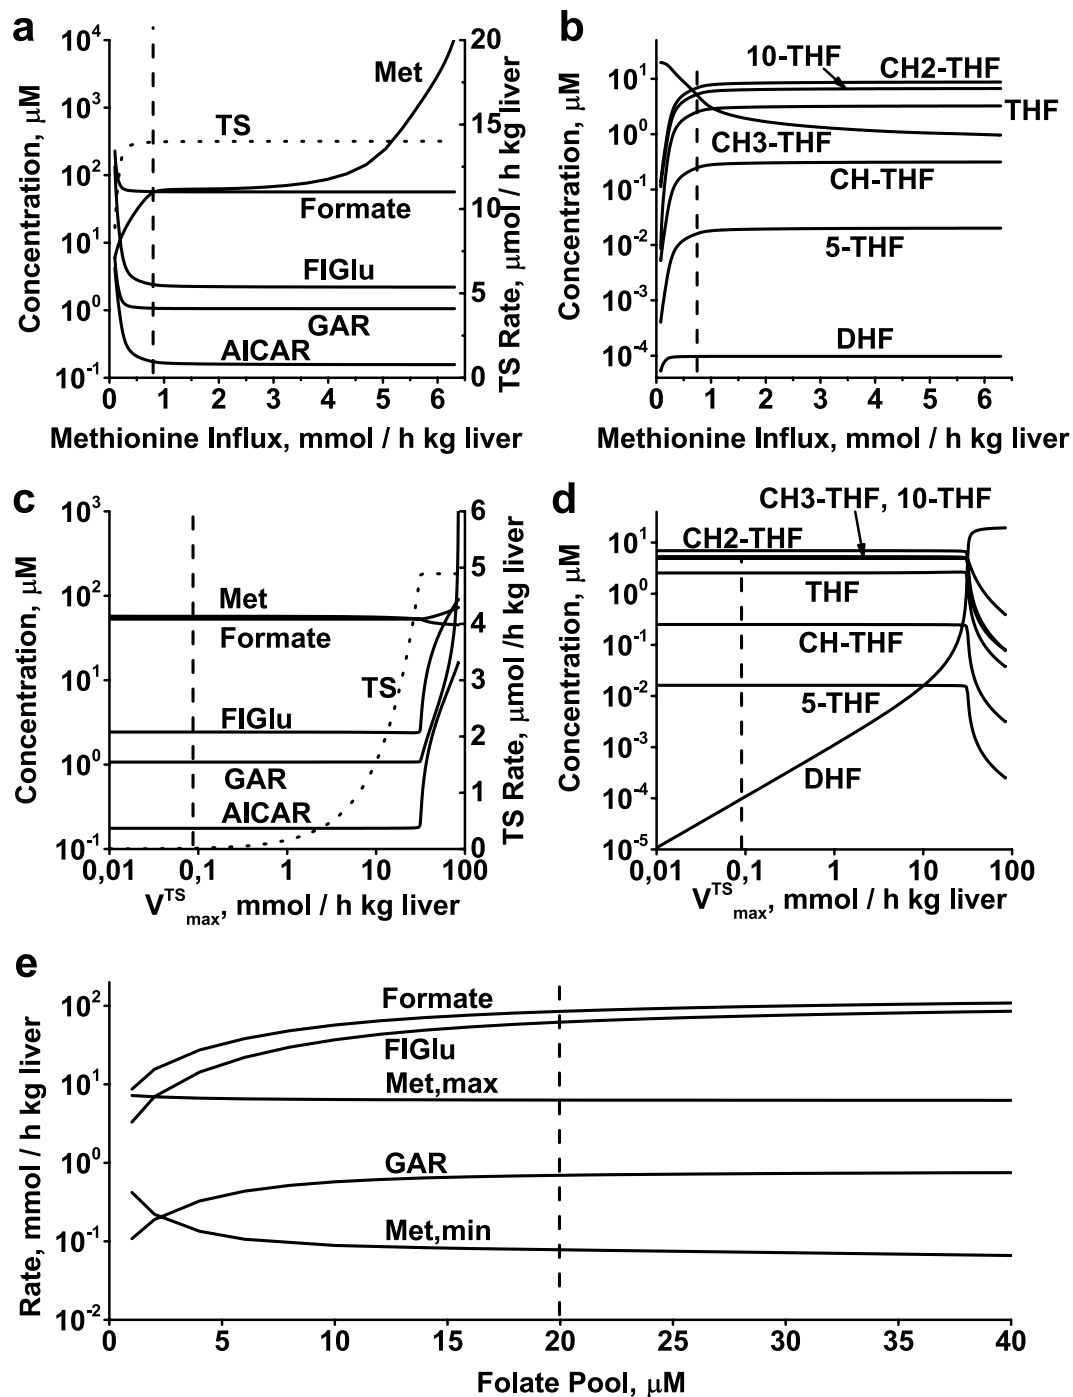 a
10^4
10^3
10^2
10^1
10^0
10^-1
Concentration, µM
20
15
10
5
0
TS Rate, µmol / h kg liver
Met
TS
Formate
FIGlu
GAR
AICAR
0 1 2 3 4 5 6
Methionine Influx, mmol / h kg liver
b
10^1
10^0
10^-1
10^-2
10^-3
10^-4
Concentration, µM
10-THF
CH2-THF
THF
CH3-THF
CH-THF
5-THF
DHF
0 1 2 3 4 5 6
Methionine Influx, mmol / h kg liver
c
10^3
10^2
10^1
10^0
10^-1
Concentration, µM
6
5
4
3
2
1
0
TS Rate, µmol /h kg liver
Met
Formate
TS
FIGlu
GAR
AICAR
0,01 0,1 1 10 100
V^TS_max, mmol / h kg liver
d
10^1
10^0
10^-1
10^-2
10^-3
10^-4
10^-5
Concentration, µM
CH3-THF, 10-THF
CH2-THF
THF
CH-THF
5-THF
DHF
0,01 0,1 1 10 100
V^TS_max, mmol / h kg liver
e
10^2
10^1
10^0
10^-1
10^-2
Rate, mmol / h kg liver
Formate
FIGlu
Met,max
GAR
Met,min
0 5 10 15 20 25 30 35 40
Folate Pool, µM